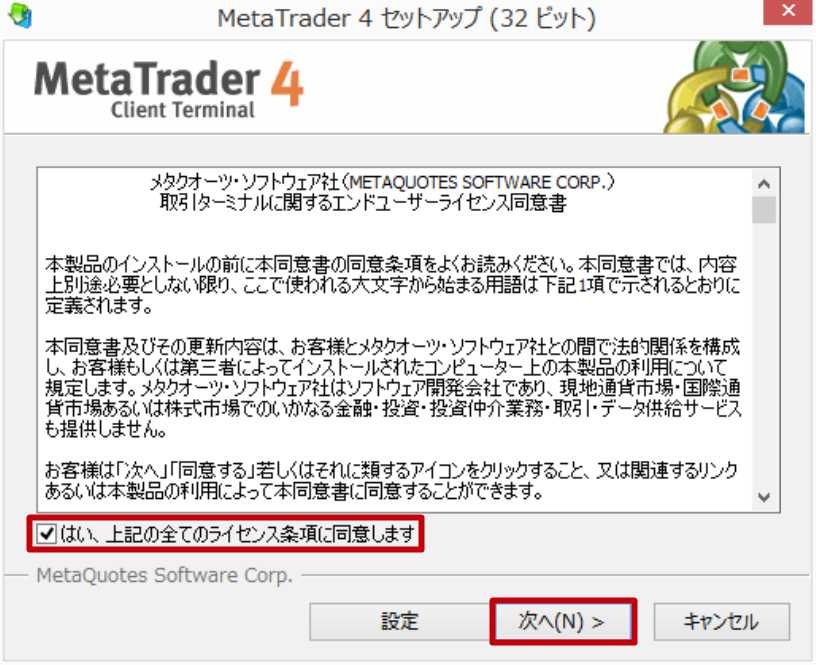 MetaTrader 4 セットアップ (32 ビット)
MetaTrader 4
Client Terminal
メタクオーツ・ソフトウェア社(METAQUOTES SOFTWARE CORP.)
取引ターミナルに関するエンドユーザーライセンス同意書
本製品のインストールの前に本同意書の同意条項をよくお読みください。本同意書では、内容
上別途必要としない限り、ここで使われる大文字から始まる用語は下記1項で示されるとおりに
定義されます。
本同意書及びその更新内容は、お客様とメタクオーツ・ソフトウェア社との間で法的関係を構成
し、お客様もしくは第三者によってインストールされたコンピューター上の本製品の利用について
規定します。メタクオーツ・ソフトウェア社はソフトウェア開発会社であり、現地通貨市場・国際通
貨市場あるいは株式市場でのいかなる金融・投資・投資仲介業務・取引・データ供給サービス
も提供しません。
お客様は「次へ」「同意する」若しくはそれに類するアイコンをクリックすること、又は関連するリンク
あるいは本製品の利用によって本同意書に同意することができます。
はい、上記の全てのライセンス条項に同意します
MetaQuotes Software Corp.
設定
次へ(N) >
キャンセル